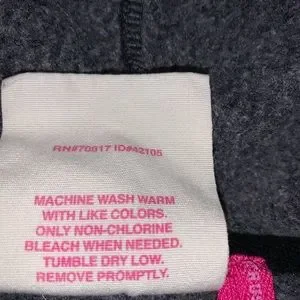 RN#70817 ID#42105
MACHINE WASH WARM
WITH LIKE COLORS.
ONLY NON-CHLORINE
BLEACH WHEN NEEDED.
TUMBLE DRY LOW.
REMOVE PROMPTLY.